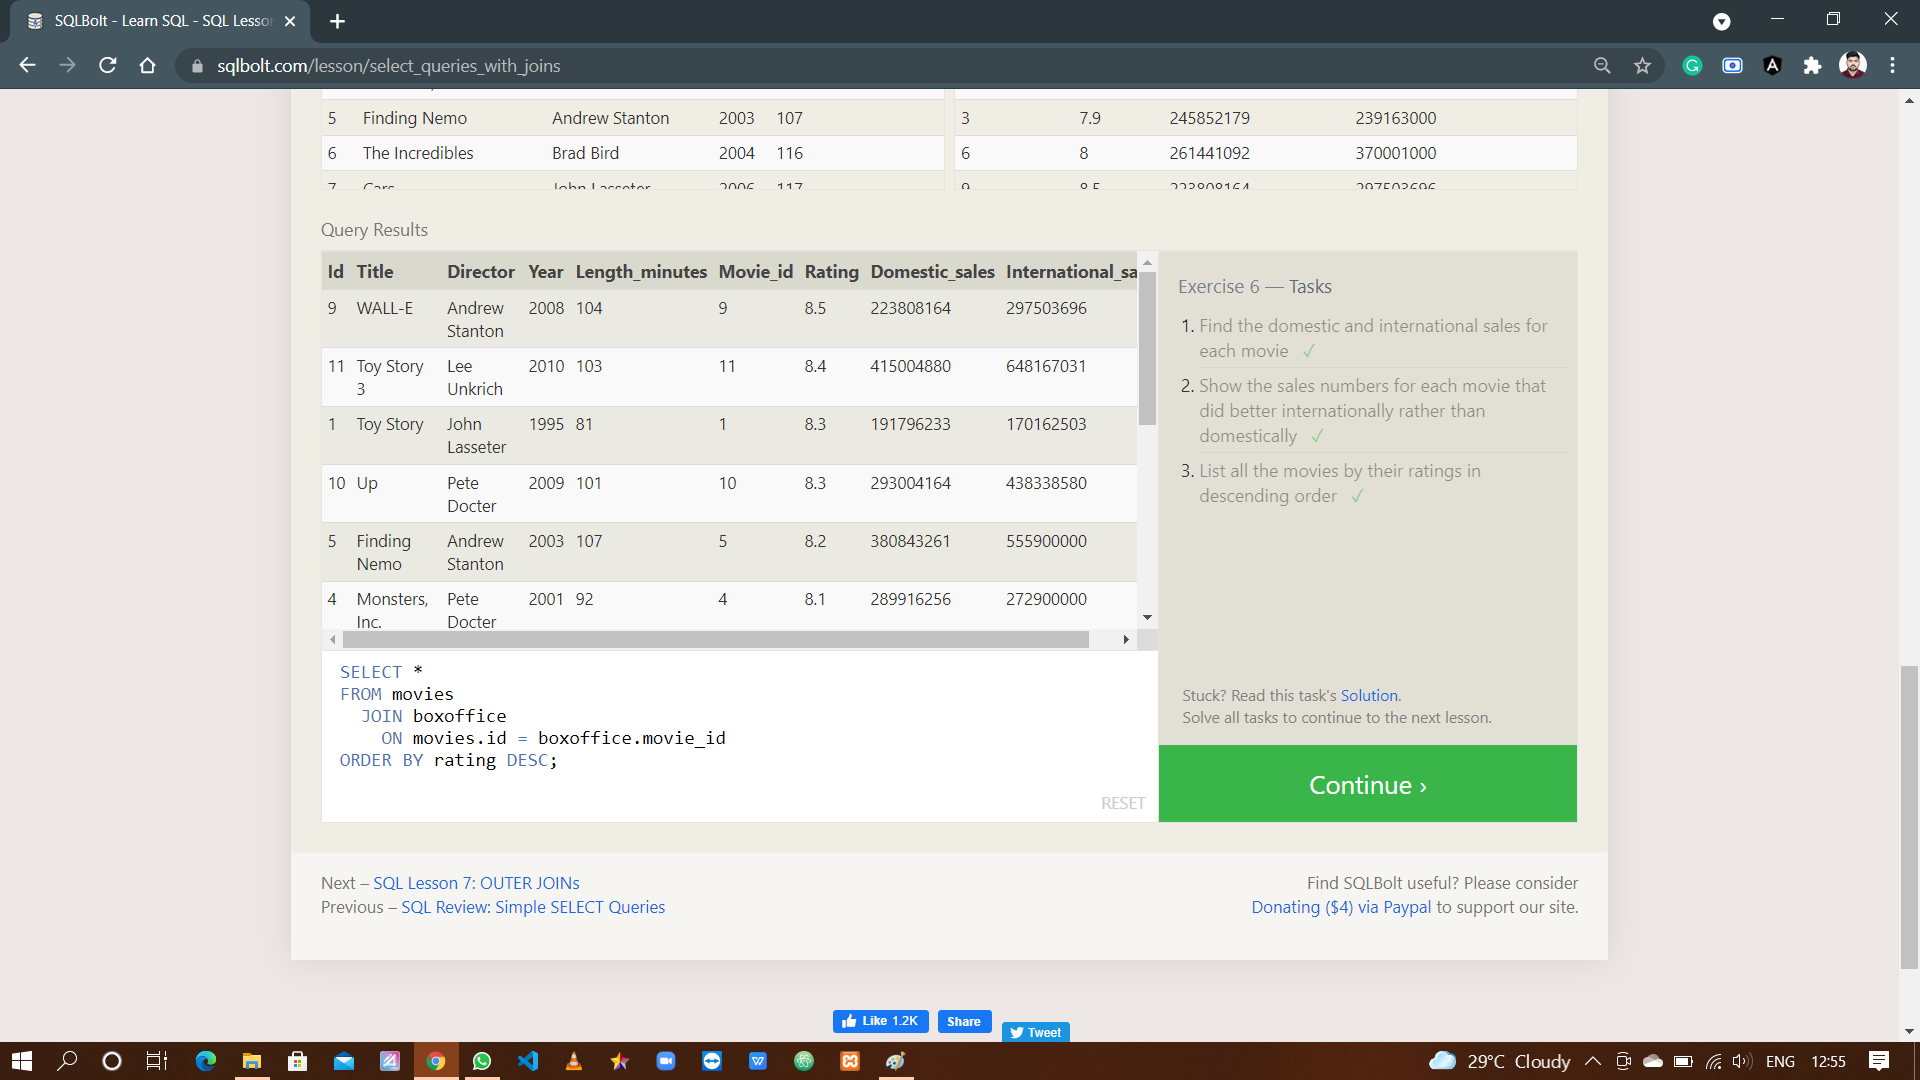 SQLBolt - Learn SQL - SQL Lesso
sqlbolt.com/lesson/select_queries_with_joins
5 Finding Nemo Andrew Stanton 2003 107
3 7.9 245852179 239163000
6 The Incredibles Brad Bird 2004 116
6 8 261441092 370001000
7 Cars John Lasseter 2006 117
9 8.5 223808164 297503696
Query Results
Id Title Director Year Length_minutes Movie_id Rating Domestic_sales International_sa
9 WALL-E Andrew Stanton 2008 104 9 8.5 223808164 297503696
11 Toy Story 3 Lee Unkrich 2010 103 11 8.4 415004880 648167031
1 Toy Story John Lasseter 1995 81 1 8.3 191796233 170162503
10 Up Pete Docter 2009 101 10 8.3 293004164 438338580
5 Finding Nemo Andrew Stanton 2003 107 5 8.2 380843261 555900000
4 Monsters, Inc. Pete Docter 2001 92 4 8.1 289916256 272900000
SELECT *
FROM movies
JOIN boxoffice
ON movies.id = boxoffice.movie_id
ORDER BY rating DESC;
RESET
Exercise 6 — Tasks
1. Find the domestic and international sales for
each movie ✓
2. Show the sales numbers for each movie that
did better internationally rather than
domestically ✓
3. List all the movies by their ratings in
descending order ✓
Stuck? Read this task's Solution.
Solve all tasks to continue to the next lesson.
Continue ›
Next – SQL Lesson 7: OUTER JOINs
Previous – SQL Review: Simple SELECT Queries
Find SQLBolt useful? Please consider
Donating ($4) via Paypal to support our site.
Like 1.2K
Share
Tweet
29°C Cloudy
ENG
12:55